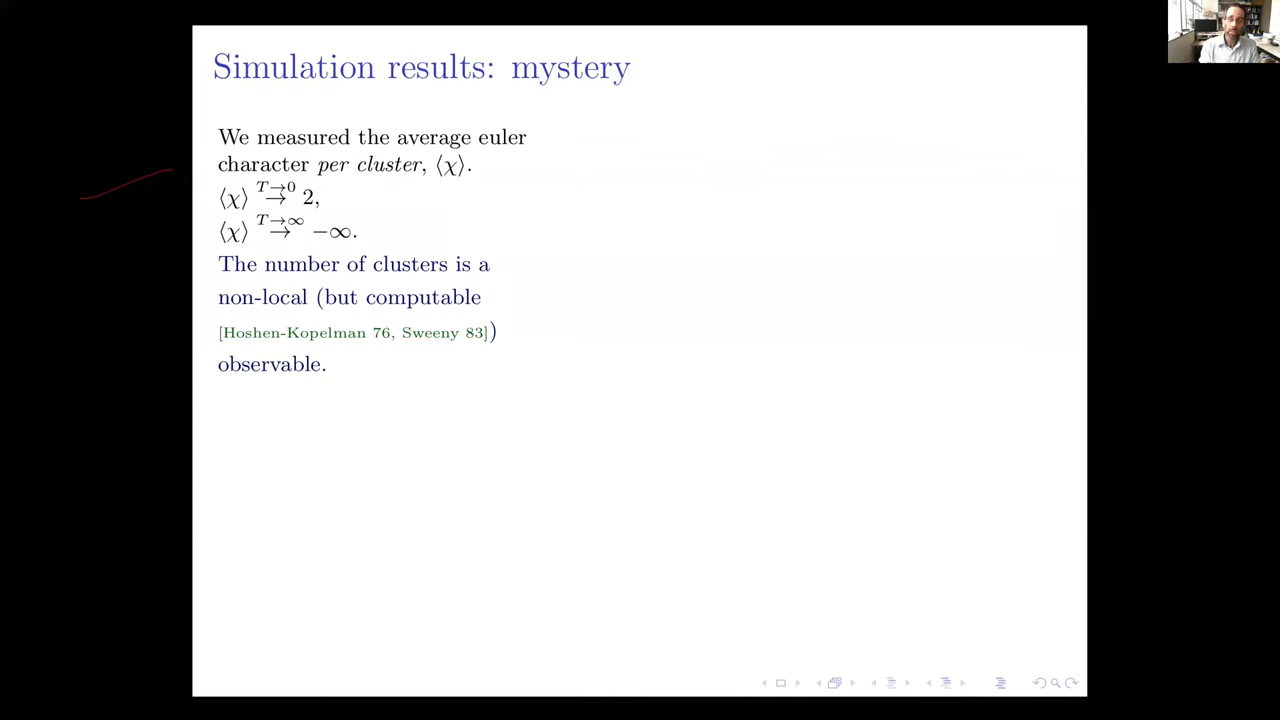 Simulation results: mystery
We measured the average euler
character per cluster, ⟨χ⟩.
⟨χ⟩ T→0 → 2,
⟨χ⟩ T→∞ → −∞.
The number of clusters is a
non-local (but computable
[Hoshen-Kopelman 76, Sweeny 83])
observable.